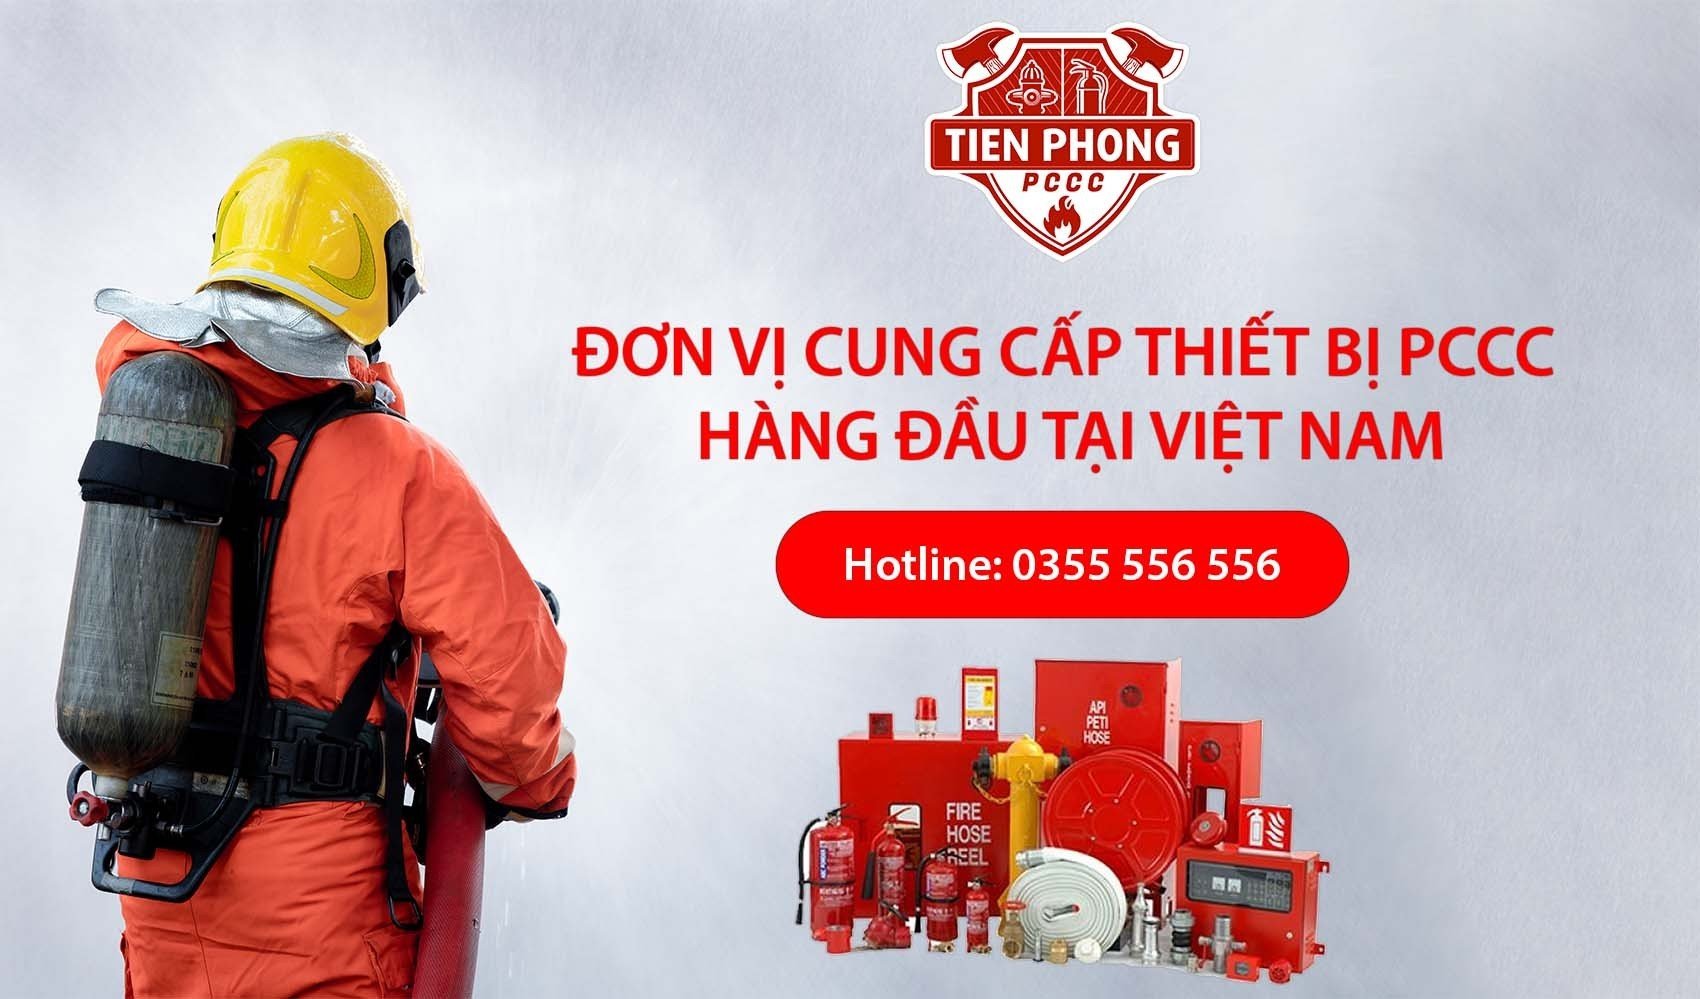 TIEN PHONG
PCCC
ĐƠN VỊ CUNG CẤP THIẾT BỊ PCCC
HÀNG ĐẦU TẠI VIỆT NAM
Hotline: 0355 556 556
API
PETI
HOSE
FIRE
HOSE
REEL